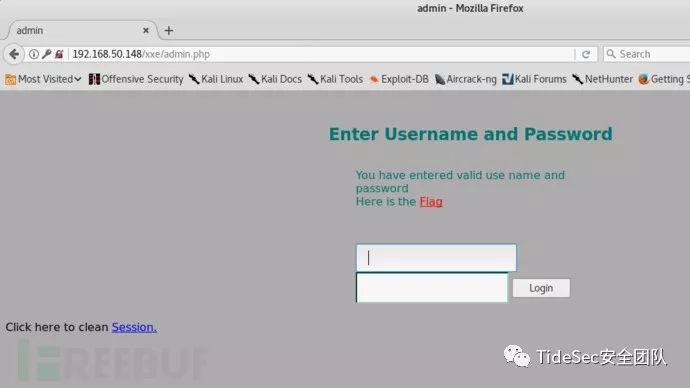 admin - Mozilla Firefox
admin
192.168.50.148/xxe/admin.php
Search
Most Visited Offensive Security Kali Linux Kali Docs Kali Tools Exploit-DB Aircrack-ng Kali Forums NetHunter Getting S
Enter Username and Password
You have entered valid use name and
password
Here is the Flag
Login
Click here to clean Session.
REEBUF
TideSec安全团队